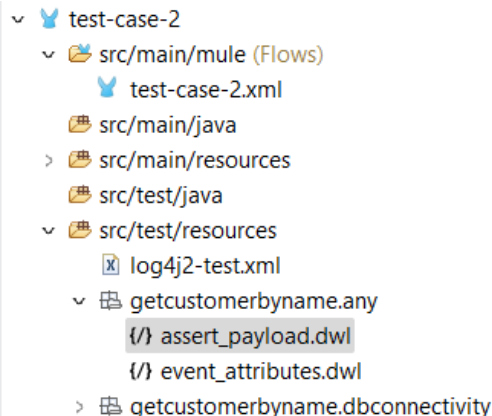 test-case-2
src/main/mule (Flows)
test-case-2.xml
src/main/java
src/main/resources
src/test/java
src/test/resources
log4j2-test.xml
getcustomerbyname.any
{/} assert_payload.dwl
{/} event_attributes.dwl
getcustomerbyname.dbconnectivity